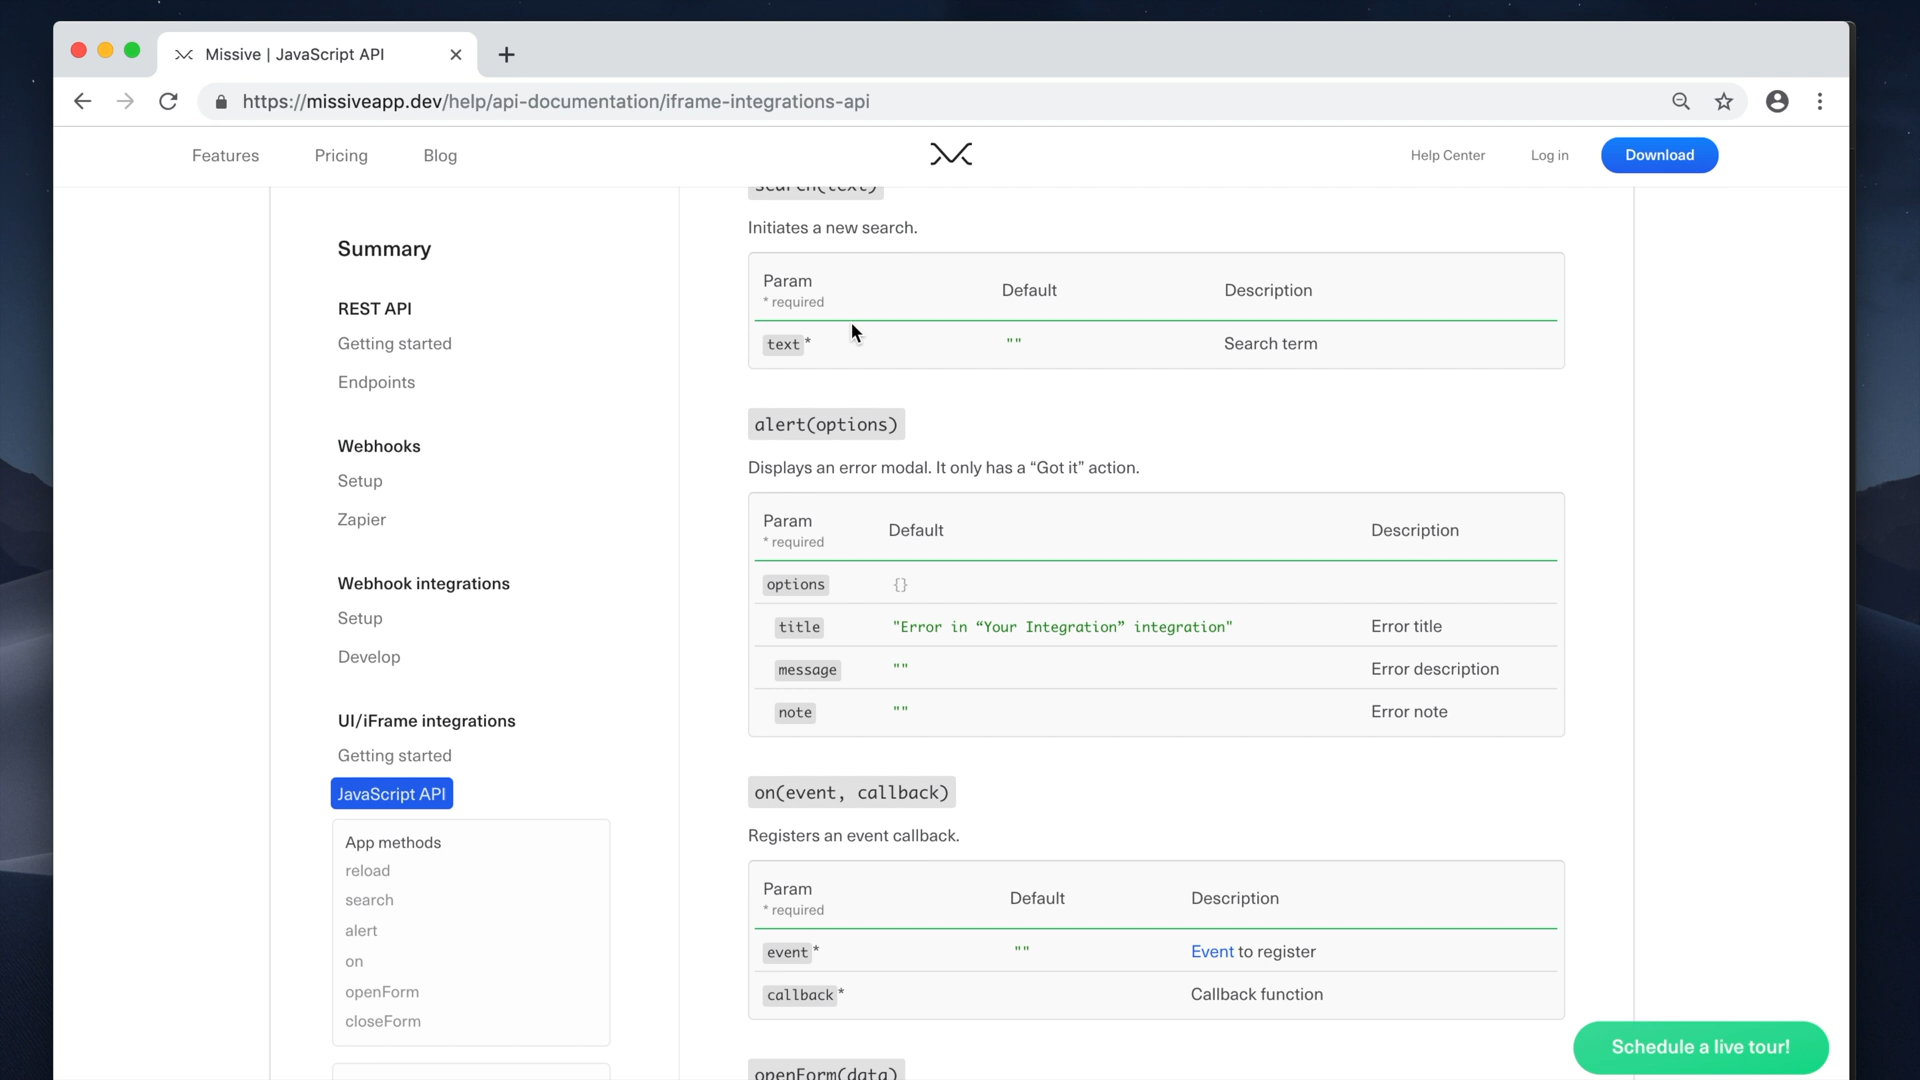 Missive | JavaScript API
https://missiveapp.dev/help/api-documentation/iframe-integrations-api
Features
Pricing
Blog
Help Center
Log in
Download
Summary
REST API
Getting started
Endpoints
Webhooks
Setup
Zapier
Webhook integrations
Setup
Develop
UI/iFrame integrations
Getting started
JavaScript API
App methods
reload
search
alert
on
openForm
closeForm
search(text)
Initiates a new search.
Param
* required
Default
Description
text*
""
Search term
alert(options)
Displays an error modal. It only has a “Got it” action.
Param
* required
Default
Description
options
{}
title
"Error in “Your Integration” integration"
Error title
message
""
Error description
note
""
Error note
on(event, callback)
Registers an event callback.
Param
* required
Default
Description
event*
""
Event to register
callback*
Callback function
openForm(data)
Schedule a live tour!